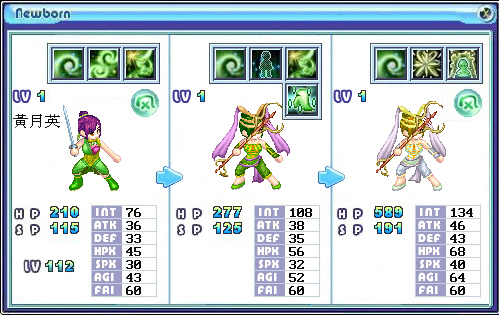 Newborn
LV 1
黃月英
HP 210
SP 115
LV 112
INT 76
ATK 36
DEF 33
HPX 45
SPX 30
AGI 43
FAI 60
LV 1
HP 277
SP 125
INT 108
ATK 38
DEF 35
HPX 56
SPX 32
AGI 52
FAI 60
LV 1
HP 589
SP 191
INT 134
ATK 46
DEF 43
HPX 68
SPX 40
AGI 64
FAI 60